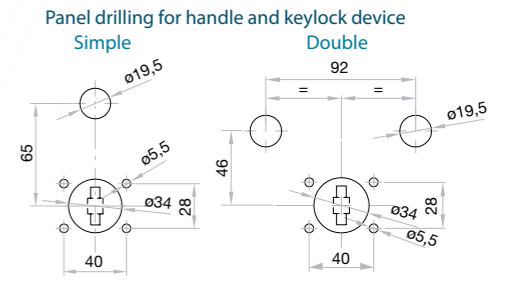 Panel drilling for handle and keylock device
Simple
Double
ø19,5
65
ø5,5
ø34
28
40
92
= =
ø19,5
46
ø34
28
ø5,5
40